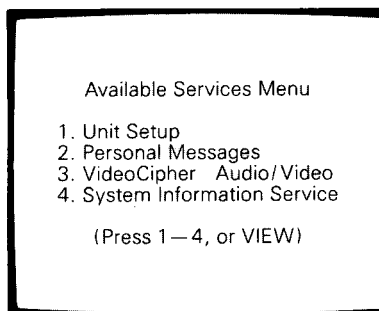 Available Services Menu
1. Unit Setup
2. Personal Messages
3. VideoCipher Audio/Video
4. System Information Service
(Press 1—4, or VIEW)